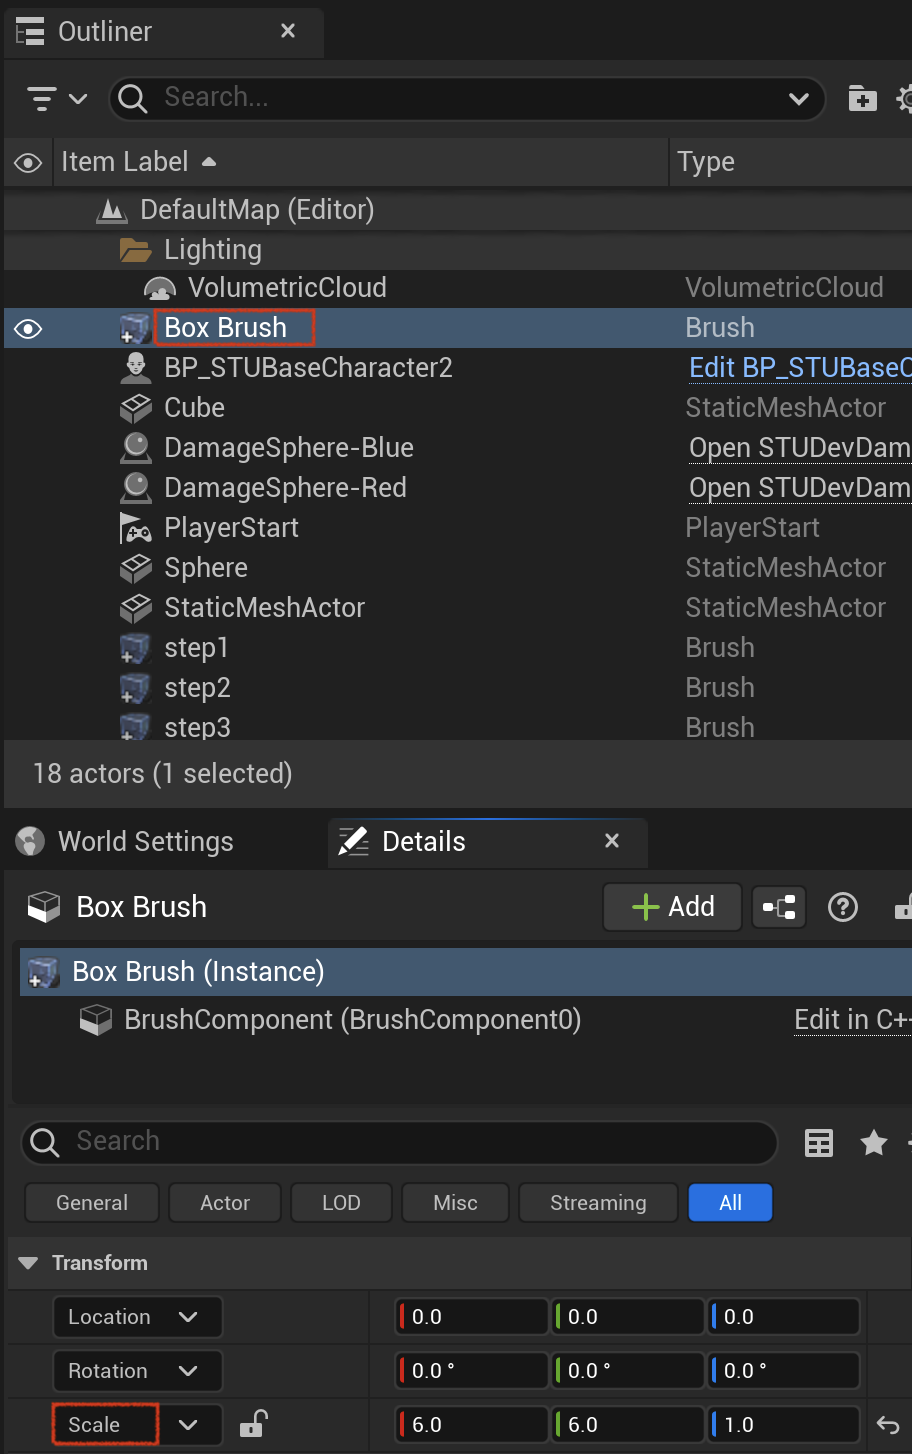 Outliner
Search...
Item Label Type
DefaultMap (Editor)
Lighting
VolumetricCloud VolumetricCloud
Box Brush Brush
BP_STUBaseCharacter2 Edit BP_STUBaseC
Cube StaticMeshActor
DamageSphere-Blue Open STUDevDam
DamageSphere-Red Open STUDevDam
PlayerStart PlayerStart
Sphere StaticMeshActor
StaticMeshActor StaticMeshActor
step1 Brush
step2 Brush
step3 Brush
18 actors (1 selected)
World Settings Details
Box Brush Add
Box Brush (Instance)
BrushComponent (BrushComponent0) Edit in C++
Search
General Actor LOD Misc Streaming All
Transform
Location 0.0 0.0 0.0
Rotation 0.0 ° 0.0 ° 0.0 °
Scale 6.0 6.0 1.0